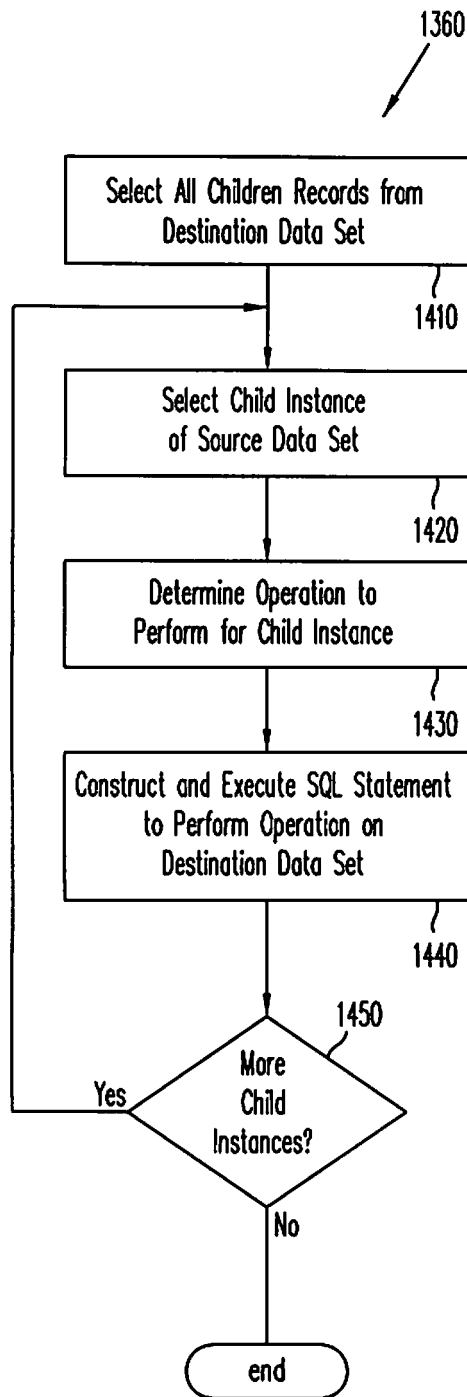 1360
Select All Children Records from
Destination Data Set
1410
Select Child Instance
of Source Data Set
1420
Determine Operation to
Perform for Child Instance
1430
Construct and Execute SQL Statement
to Perform Operation on
Destination Data Set
1440
1450
More
Child
Instances?
Yes
No
end